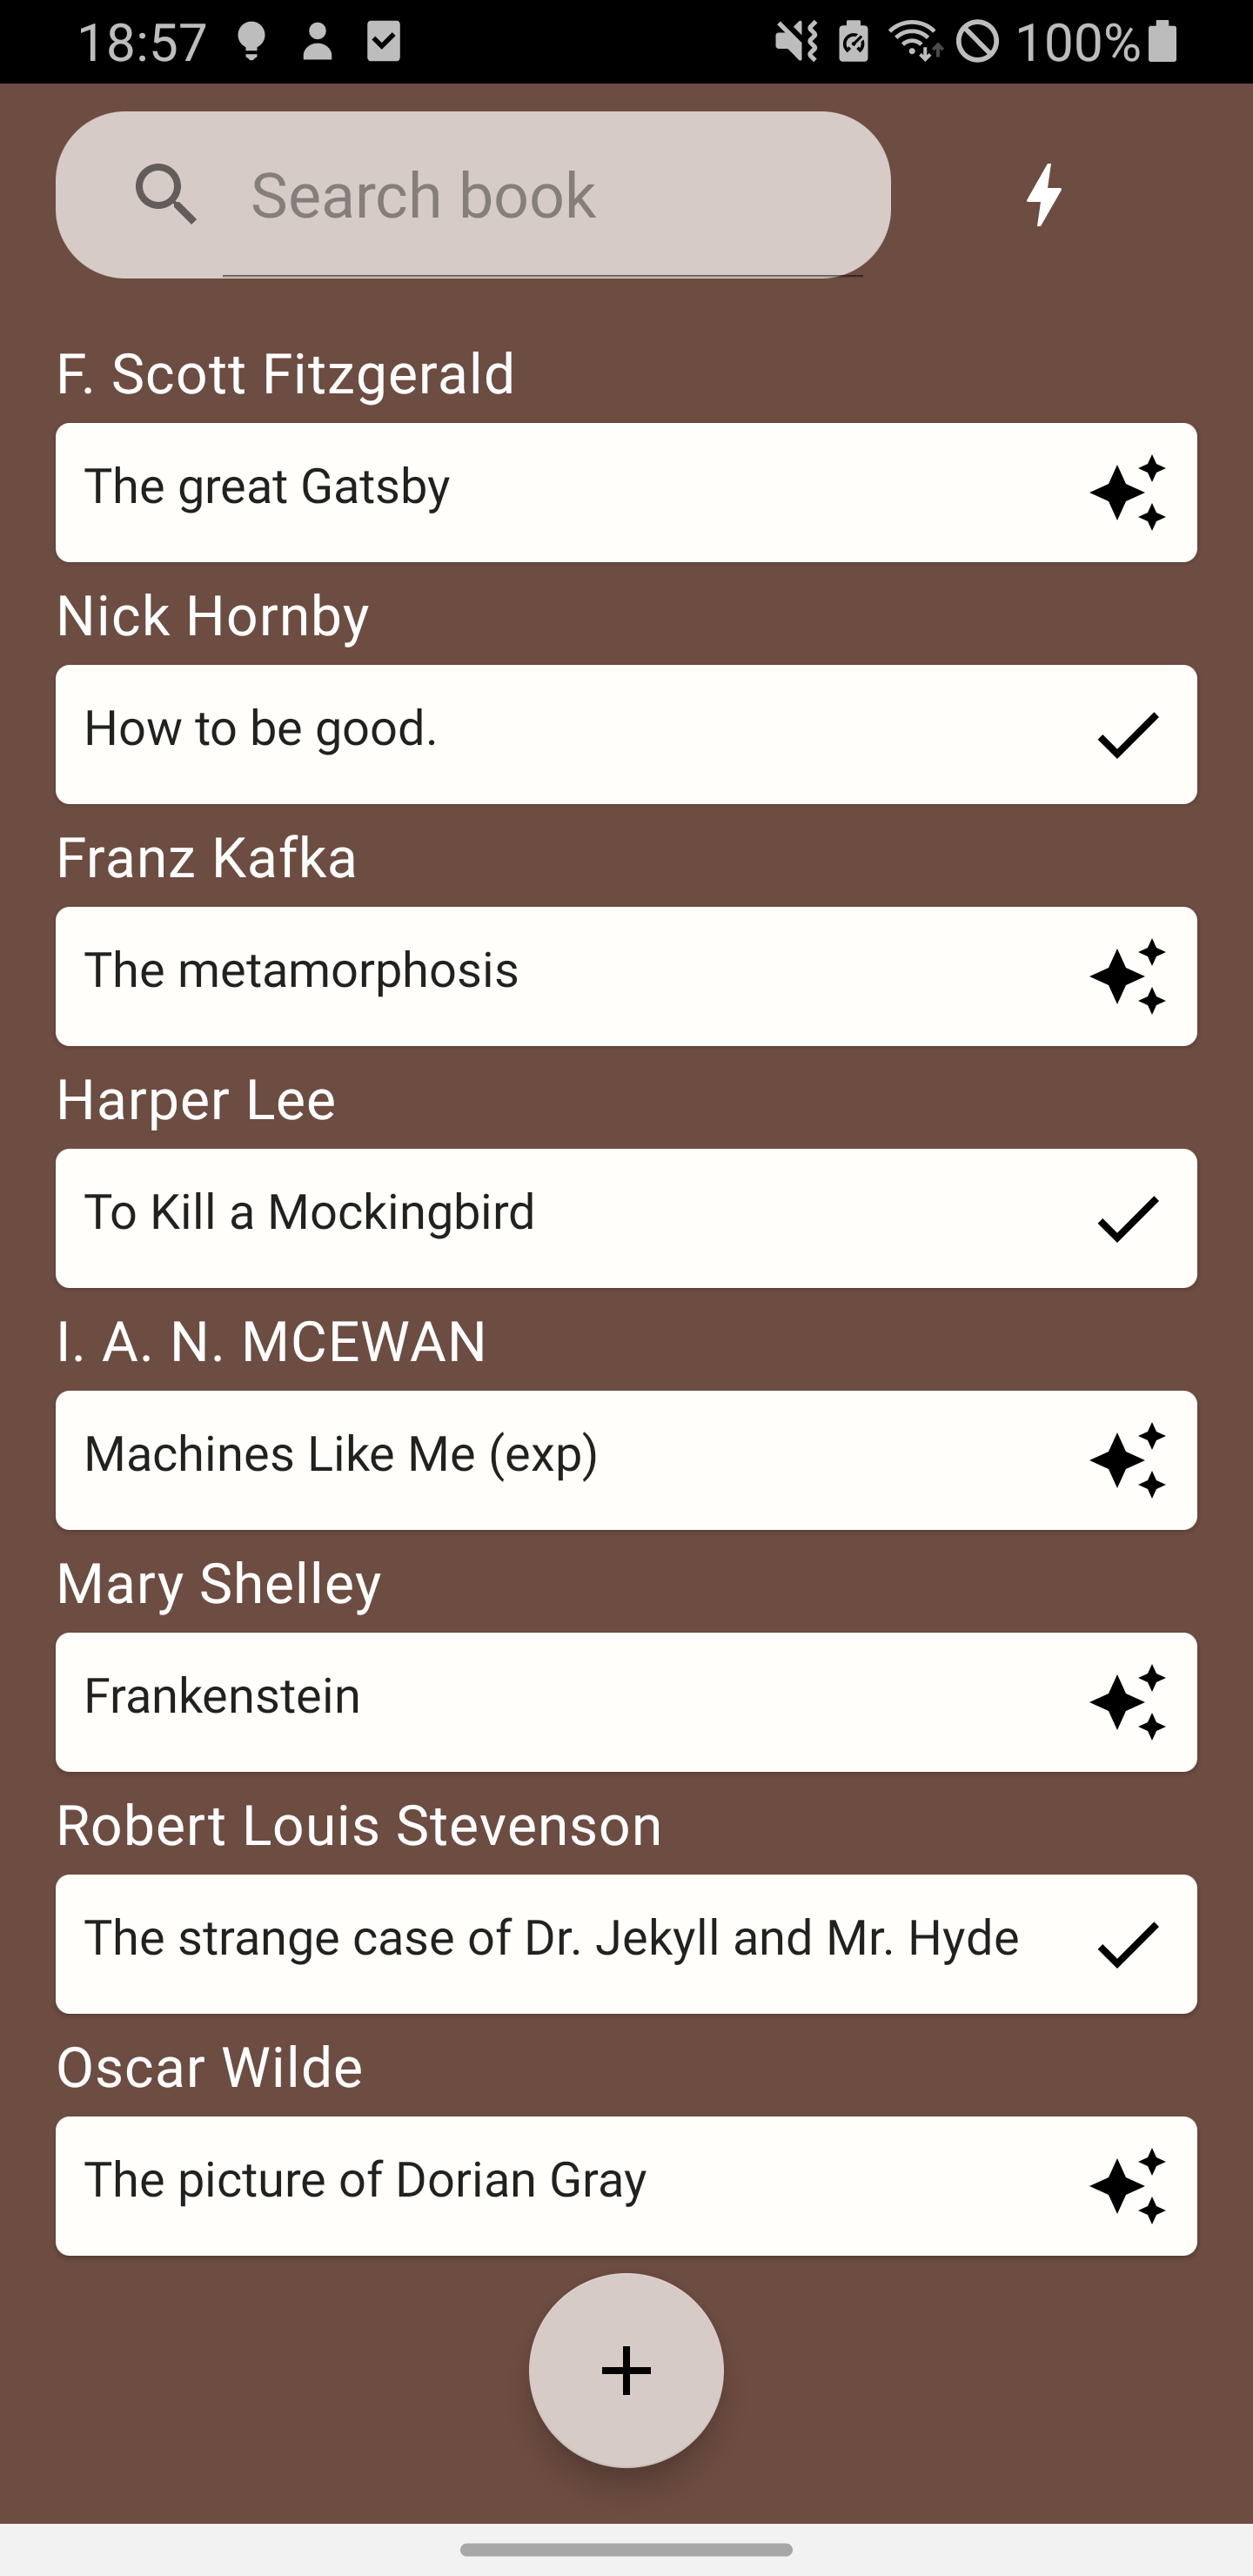 18:57
100%
Search book
F. Scott Fitzgerald
The great Gatsby
Nick Hornby
How to be good.
Franz Kafka
The metamorphosis
Harper Lee
To Kill a Mockingbird
I. A. N. MCEWAN
Machines Like Me (exp)
Mary Shelley
Frankenstein
Robert Louis Stevenson
The strange case of Dr. Jekyll and Mr. Hyde
Oscar Wilde
The picture of Dorian Gray